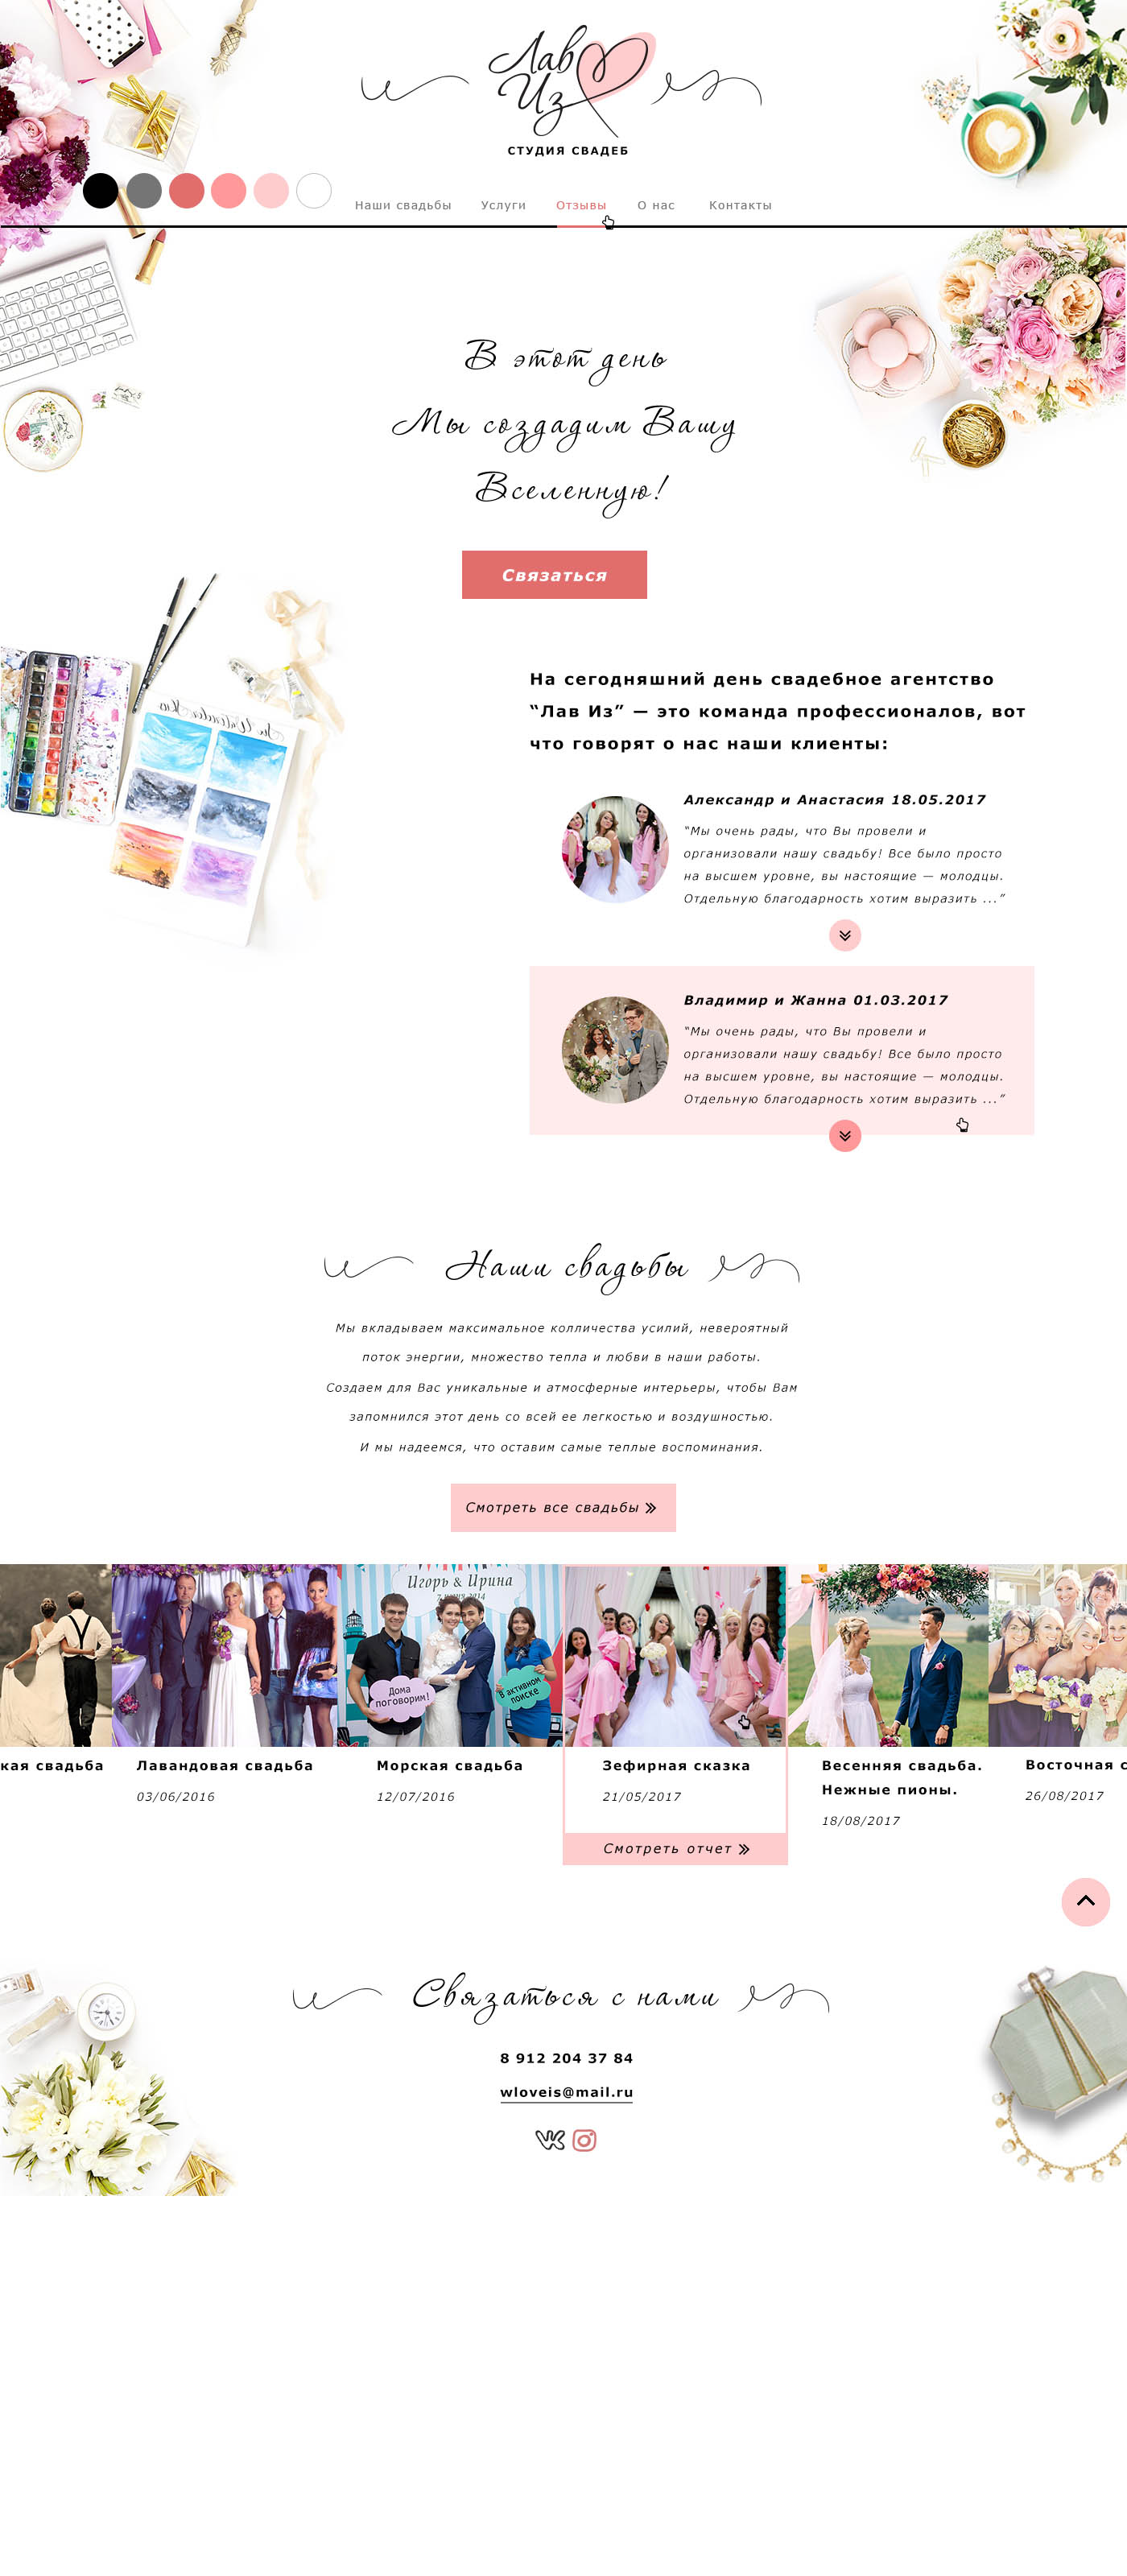 Лав
Из
СТУДИЯ СВАДЕБ
Наши свадьбы Услуги Отзывы О нас Контакты
В этот день
Мы создадим Вашу
Вселенную!
Связаться
На сегодняшний день свадебное агентство
“Лав Из” — это команда профессионалов, вот
что говорят о нас наши клиенты:
Александр и Анастасия 18.05.2017
“Мы очень рады, что Вы провели и
организовали нашу свадьбу! Все было просто
на высшем уровне, вы настоящие — молодцы.
Отдельную благодарность хотим выразить ...”
Владимир и Жанна 01.03.2017
“Мы очень рады, что Вы провели и
организовали нашу свадьбу! Все было просто
на высшем уровне, вы настоящие — молодцы.
Отдельную благодарность хотим выразить ...”
Наши свадьбы
Мы вкладываем максимальное колличества усилий, невероятный
поток энергии, множество тепла и любви в наши работы.
Создаем для Вас уникальные и атмосферные интерьеры, чтобы Вам
запомнился этот день со всей ее легкостью и воздушностью.
И мы надеемся, что оставим самые теплые воспоминания.
Смотреть все свадьбы
Игорь & Ирина
Дома
поговорим!
В активном
поиске
кая свадьба
Лавандовая свадьба
03/06/2016
Морская свадьба
12/07/2016
Зефирная сказка
21/05/2017
Смотреть отчет
Весенняя свадьба.
Нежные пионы.
18/08/2017
Восточная с
26/08/2017
Связаться с нами
8 912 204 37 84
wloveis@mail.ru